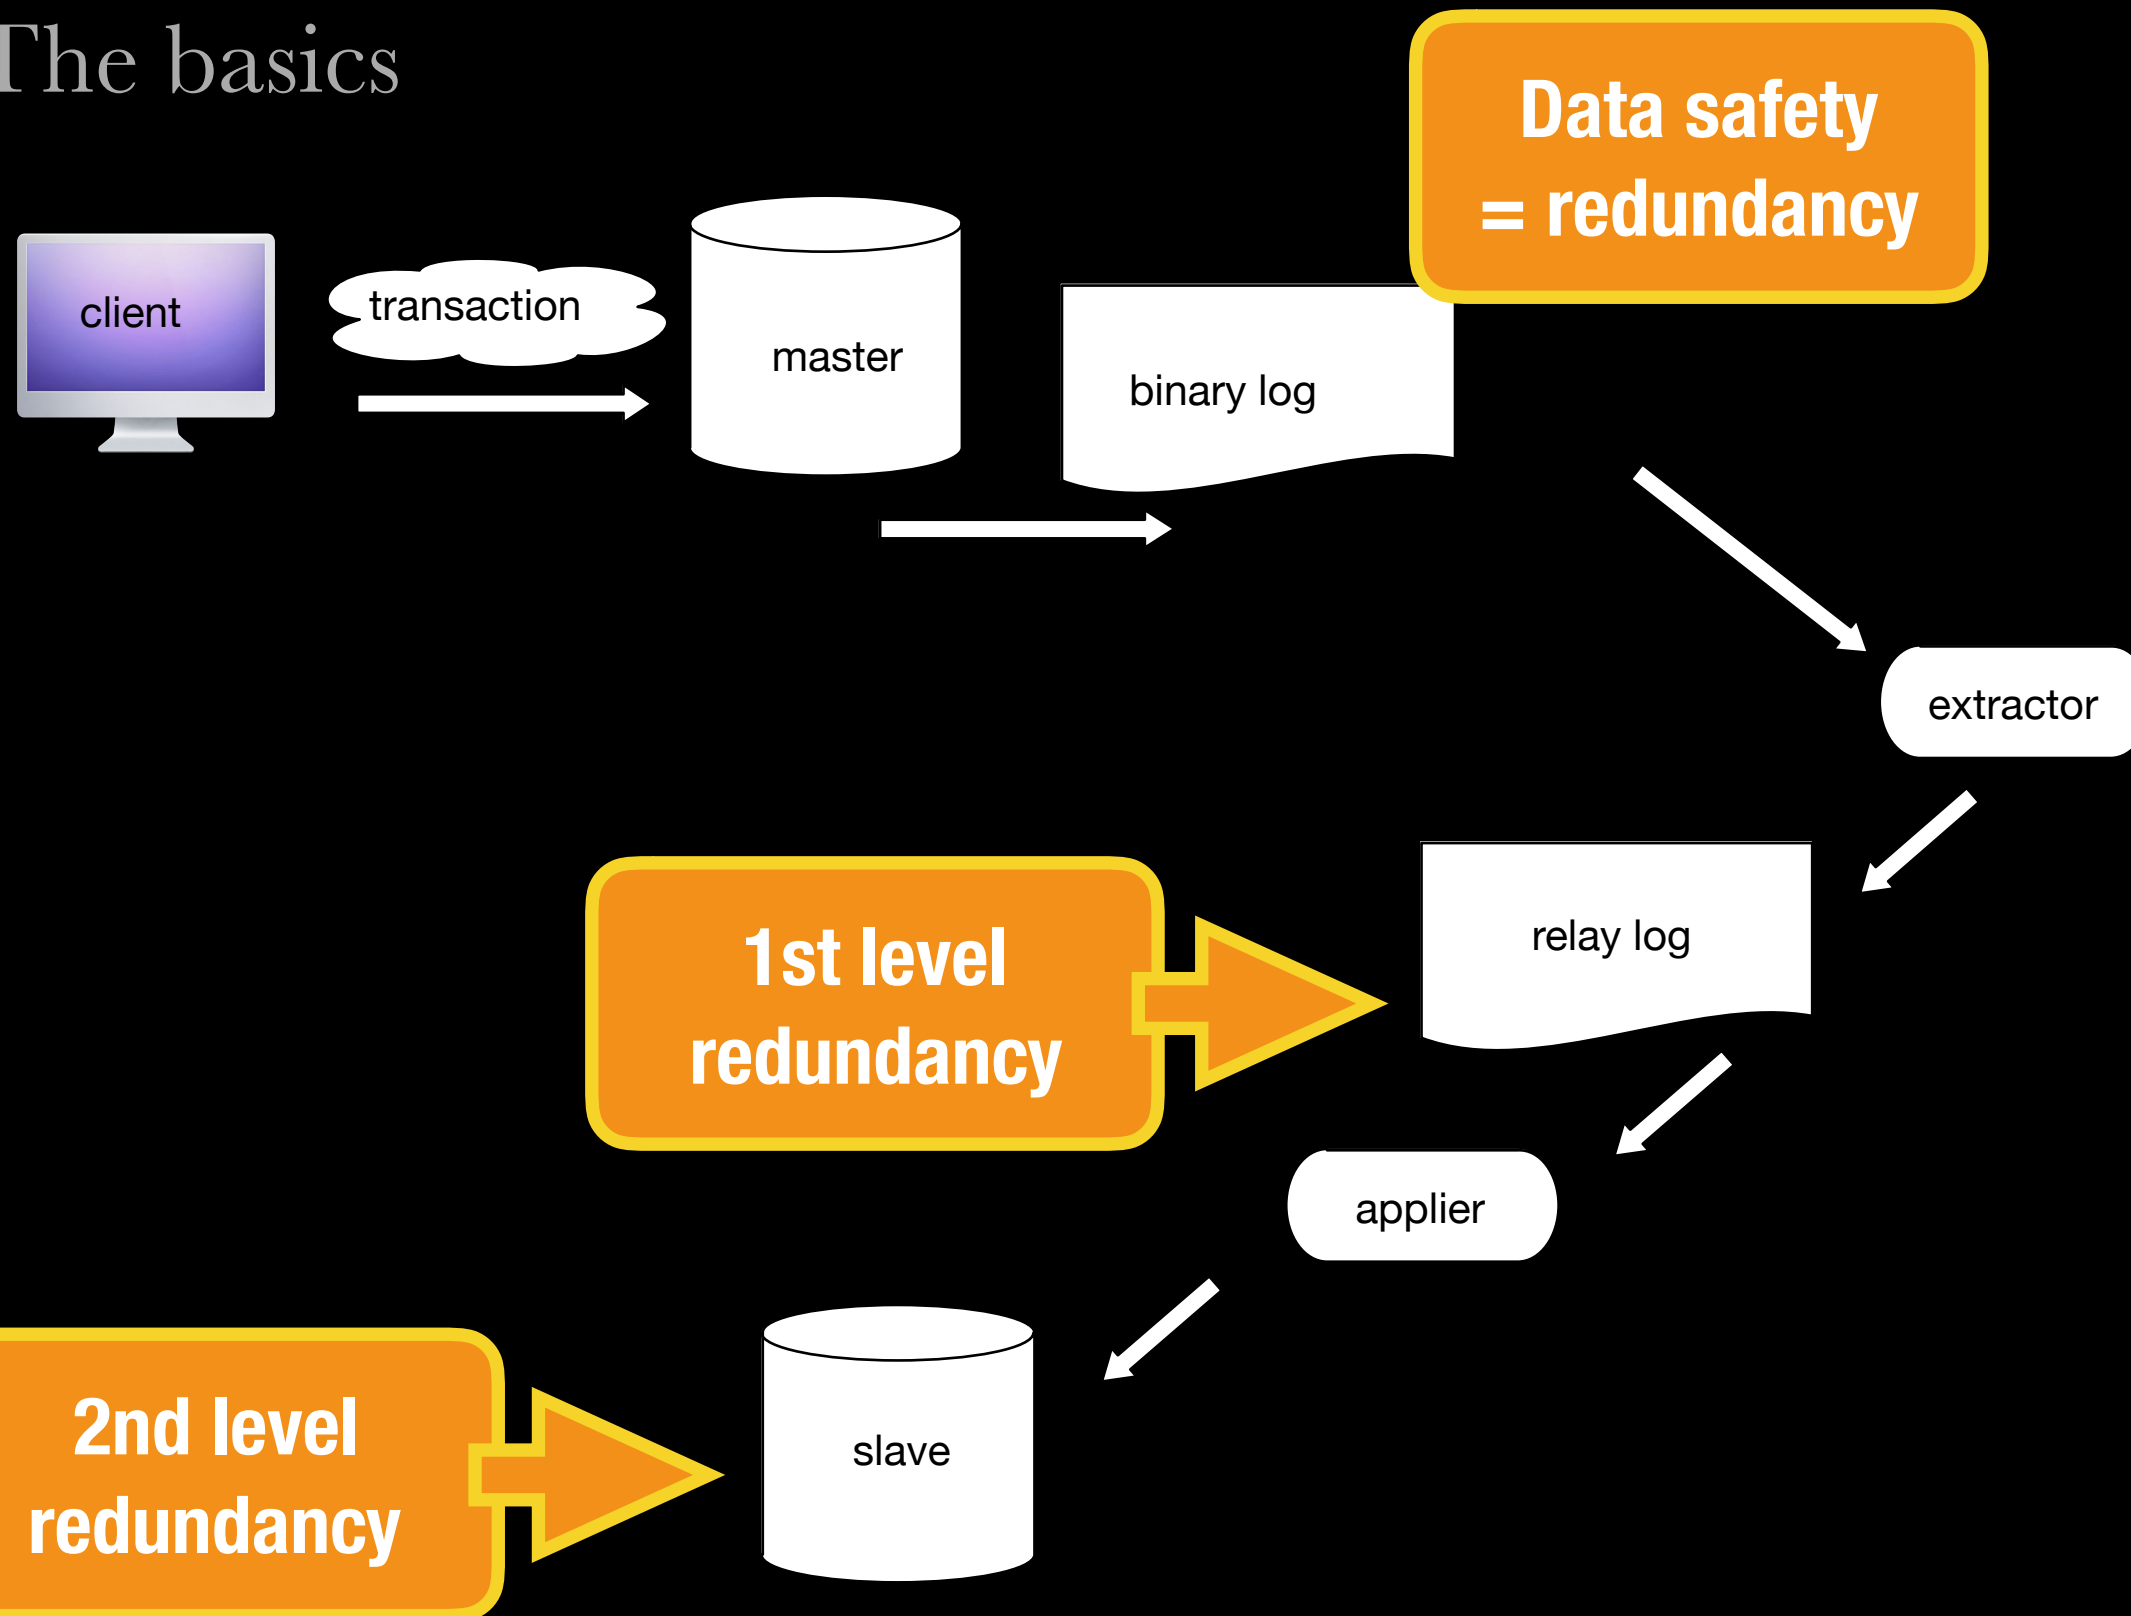 The basics
Data safety
= redundancy
client
transaction
master
binary log
extractor
1st level
redundancy
relay log
applier
2nd level
redundancy
slave